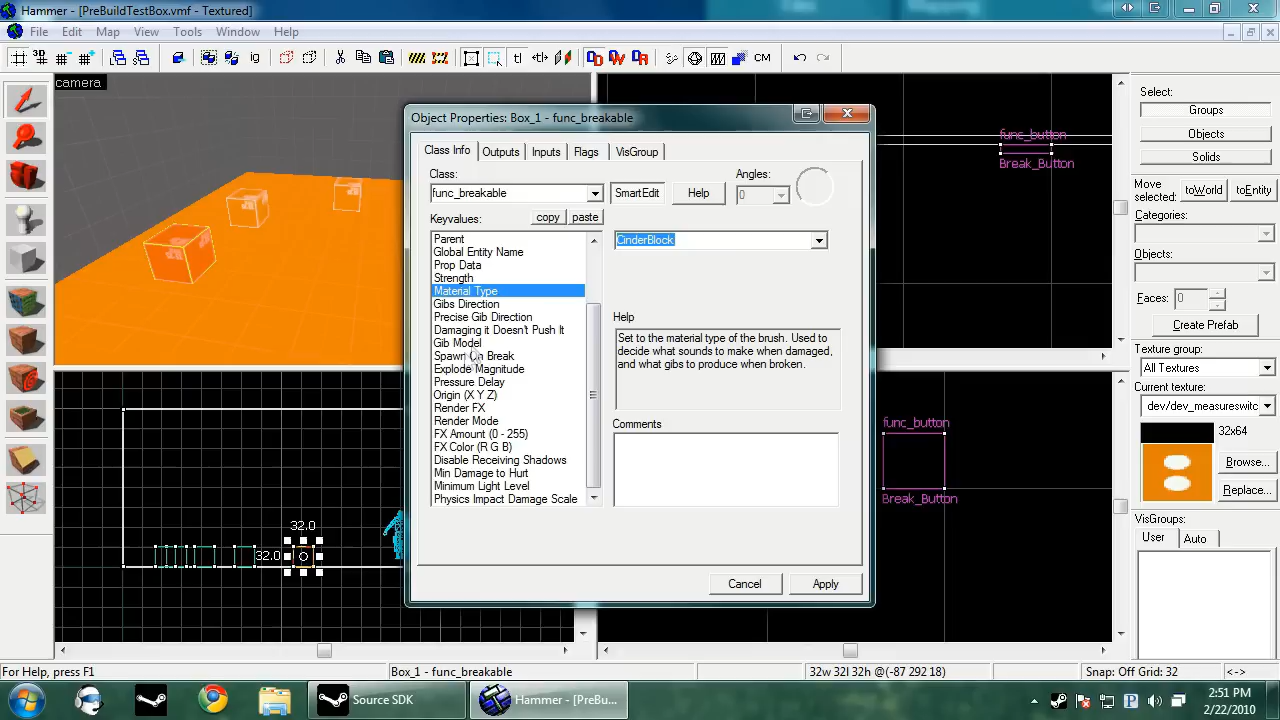 Hammer - [PreBuildTestBox.vmf - Textured]
File Edit Map View Tools Window Help
3D
ig
tl
CM
camera
Object Properties: Box_1 - func_breakable
Class Info Outputs Inputs Flags VisGroup
Class:
func_breakable
SmartEdit
Help
Angles:
0
Keyvalues:
copy
paste
Parent
Global Entity Name
Prop Data
Strength
Material Type
Gibs Direction
Precise Gib Direction
Damaging it Doesn't Push It
Gib Model
Spawn On Break
Explode Magnitude
Pressure Delay
Origin (X Y Z)
Render FX
Render Mode
FX Amount (0 - 255)
FX Color (R G B)
Disable Receiving Shadows
Min Damage to Hurt
Minimum Light Level
Physics Impact Damage Scale
CinderBlock
Help
Set to the material type of the brush. Used to
decide what sounds to make when damaged,
and what gibs to produce when broken.
Comments
Cancel
Apply
func_button
Break_Button
func_button
Break_Button
32.0
32.0
Select:
Groups
Objects
Solids
Move
selected:
toWorld
toEntity
Categories:
Objects:
Faces:
0
Create Prefab
Texture group:
All Textures
Current texture:
dev/dev_measureswitc
32x64
Browse...
Replace...
VisGroups:
User
Auto
For Help, press F1
Box_1 - func_breakable
32w 32l 32h @(-87 292 18)
Snap: Off Grid: 32
<->
Source SDK
Hammer - [PreBu...
2:51 PM
2/22/2010